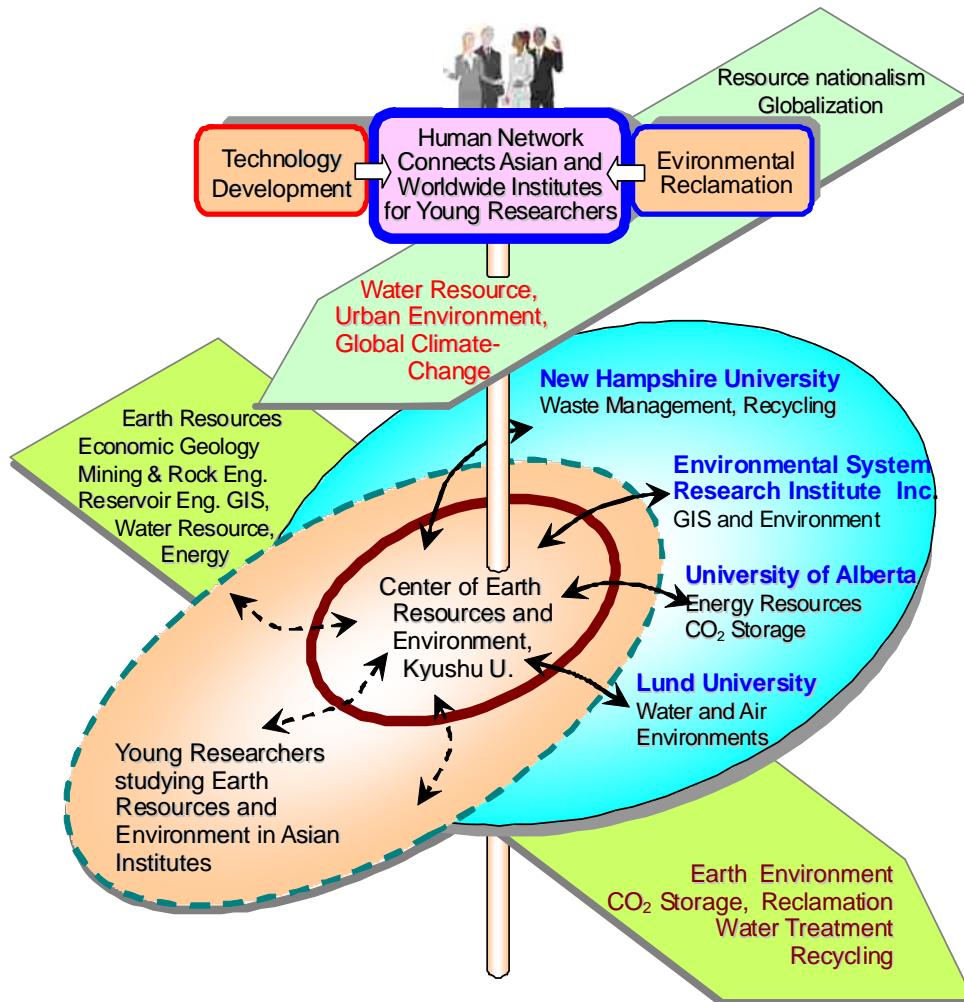 Resource nationalism
Globalization
Technology
Development
Human Network
Connects Asian and
Worldwide Institutes
for Young Researchers
Evironmental
Reclamation
Water Resource,
Urban Environment,
Global Climate-
Change
New Hampshire University
Waste Management, Recycling
Earth Resources
Economic Geology
Mining & Rock Eng.
Reservoir Eng. GIS,
Water Resource,
Energy
Environmental System
Research Institute Inc.
GIS and Environment
University of Alberta
Energy Resources
CO₂ Storage
Center of Earth
Resources and
Environment,
Kyushu U.
Lund University
Water and Air
Environments
Young Researchers
studying Earth
Resources and
Environment in Asian
Institutes
Earth Environment
CO₂ Storage, Reclamation
Water Treatment
Recycling